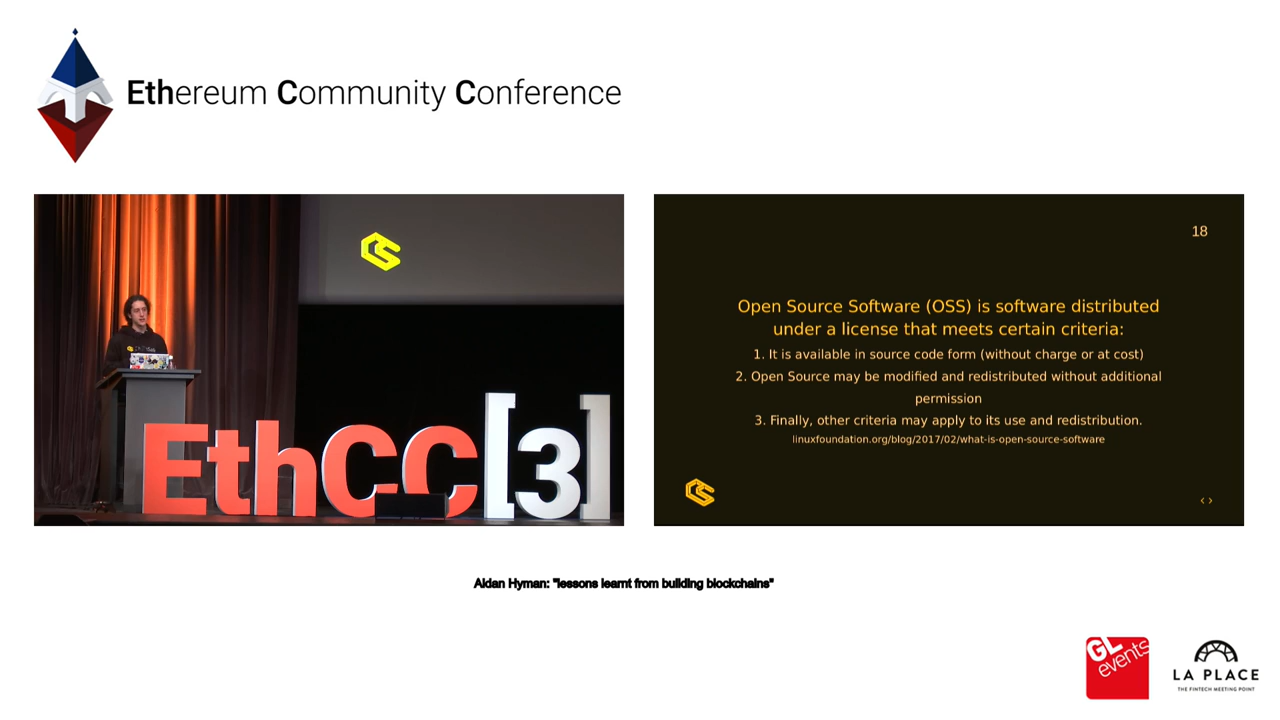 Ethereum Community Conference
EthCC[3]
18
Open Source Software (OSS) is software distributed
under a license that meets certain criteria:
1. It is available in source code form (without charge or at cost)
2. Open Source may be modified and redistributed without additional
permission
3. Finally, other criteria may apply to its use and redistribution.
linuxfoundation.org/blog/2017/02/what-is-open-source-software
‹ ›
Aidan Hyman: "lessons learnt from building blockchains"
GL
events
LA PLACE
THE FINTECH MEETING POINT